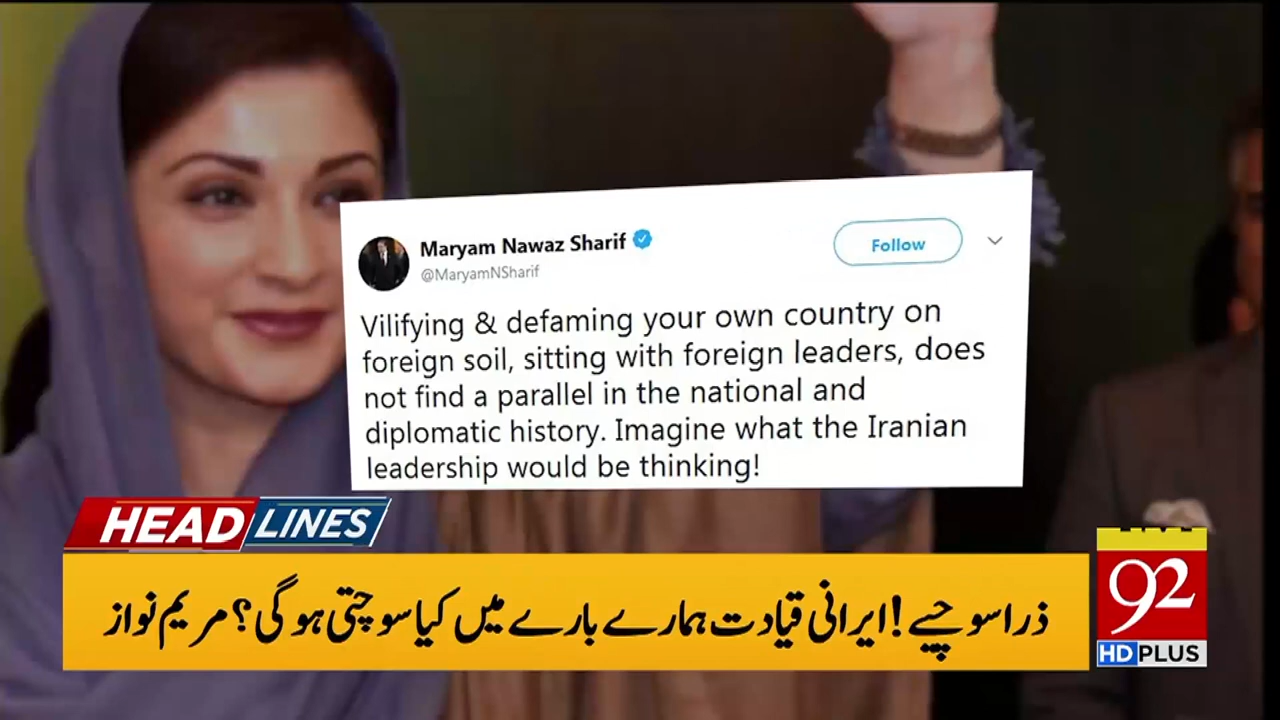 Maryam Nawaz Sharif
@MaryamNSharif
Follow
Vilifying & defaming your own country on
foreign soil, sitting with foreign leaders, does
not find a parallel in the national and
diplomatic history. Imagine what the Iranian
leadership would be thinking!
HEADLINES
ذرا سوچیے! ایرانی قیادت ہمارے بارے میں کیا سوچتی ہو گی؟ مریم نواز
92
HD PLUS